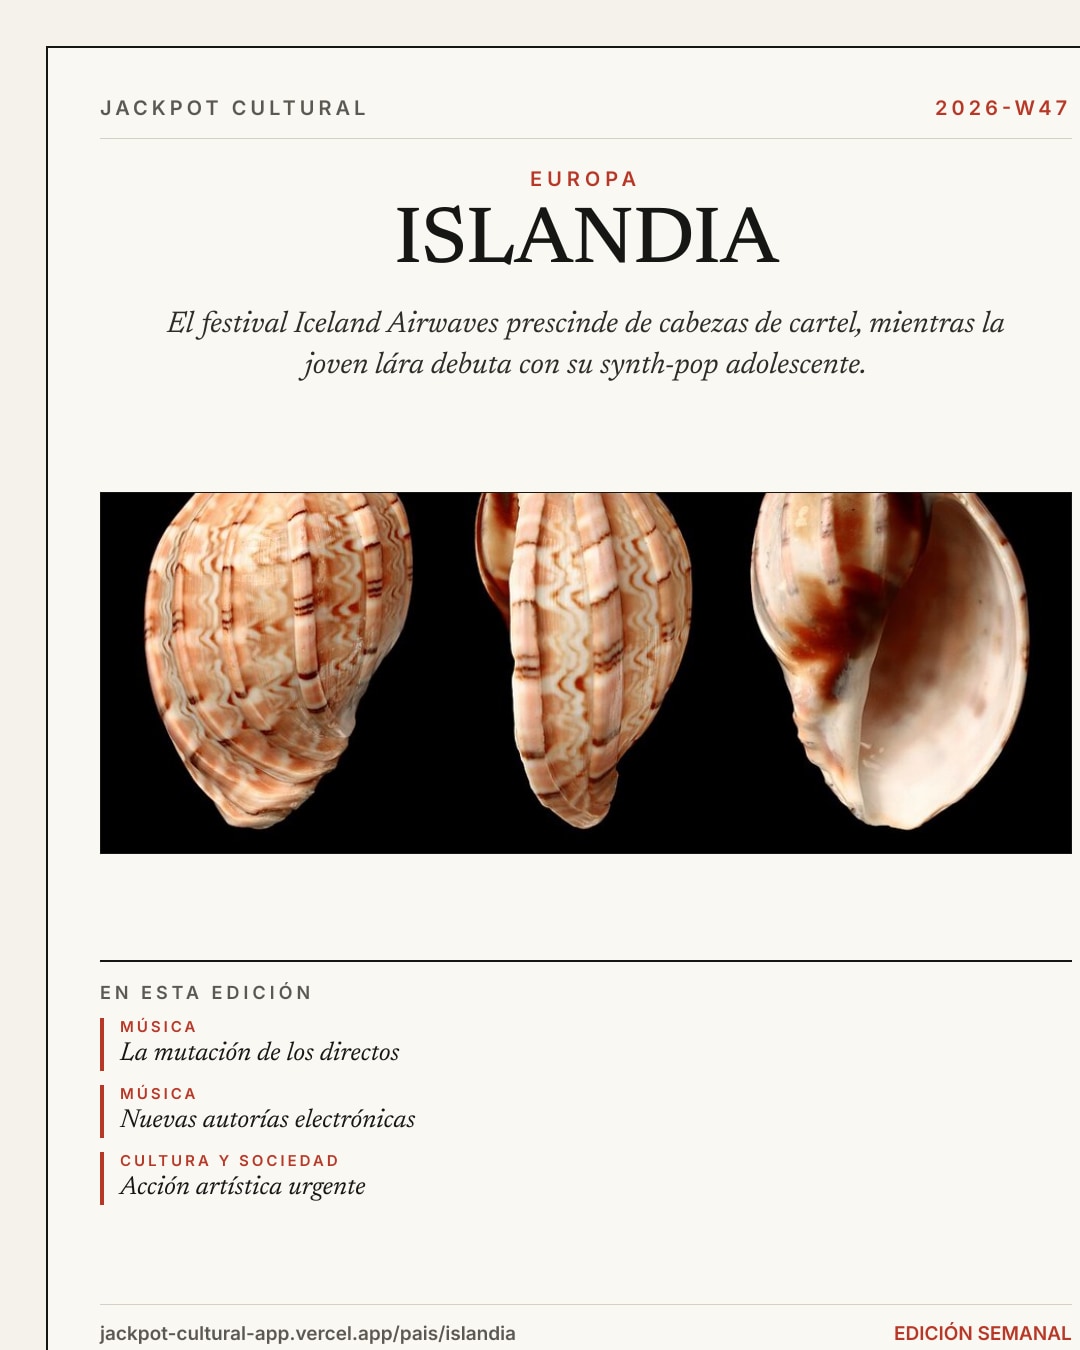 JACKPOT CULTURAL
2026-W47
EUROPA
ISLANDIA
El festival Iceland Airwaves prescinde de cabezas de cartel, mientras la
joven lára debuta con su synth-pop adolescente.
EN ESTA EDICIÓN
MÚSICA
La mutación de los directos
MÚSICA
Nuevas autorías electrónicas
CULTURA Y SOCIEDAD
Acción artística urgente
jackpot-cultural-app.vercel.app/pais/islandia
EDICIÓN SEMANAL